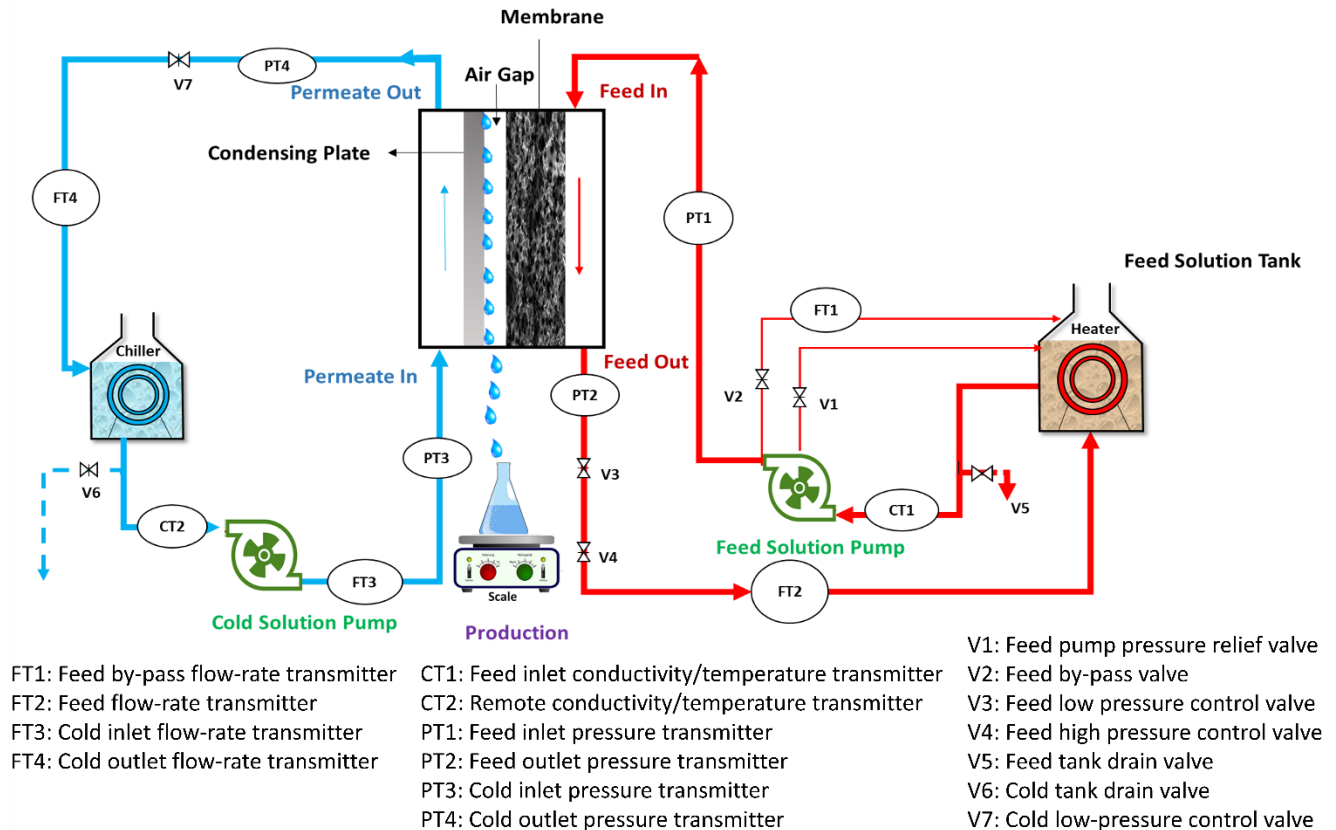 Membrane
PT4
V7
Permeate Out
Air Gap
Feed In
Condensing Plate
FT4
PT1
Feed Solution Tank
FT1
Heater
Chiller
Permeate In
Feed Out
PT2
V2
V1
PT3
V3
V6
CT2
V4
CT1
V5
Feed Solution Pump
FT3
Scale
FT2
Cold Solution Pump
Production
FT1: Feed by-pass flow-rate transmitter
FT2: Feed flow-rate transmitter
FT3: Cold inlet flow-rate transmitter
FT4: Cold outlet flow-rate transmitter
CT1: Feed inlet conductivity/temperature transmitter
CT2: Remote conductivity/temperature transmitter
PT1: Feed inlet pressure transmitter
PT2: Feed outlet pressure transmitter
PT3: Cold inlet pressure transmitter
PT4: Cold outlet pressure transmitter
V1: Feed pump pressure relief valve
V2: Feed by-pass valve
V3: Feed low pressure control valve
V4: Feed high pressure control valve
V5: Feed tank drain valve
V6: Cold tank drain valve
V7: Cold low-pressure control valve